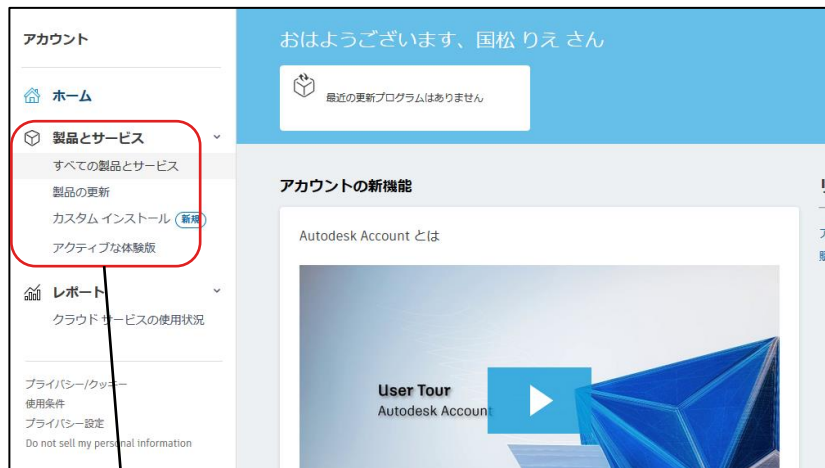 アカウント
ホーム
製品とサービス
すべての製品とサービス
製品の更新
カスタム インストール 新規
アクティブな体験版
レポート
クラウド サービスの使用状況
プライバシー/クッキー
使用条件
プライバシー設定
Do not sell my personal information
おはようございます、国松 りえ さん
最近の更新プログラムはありません
アカウントの新機能
Autodesk Account とは
User Tour
Autodesk Account